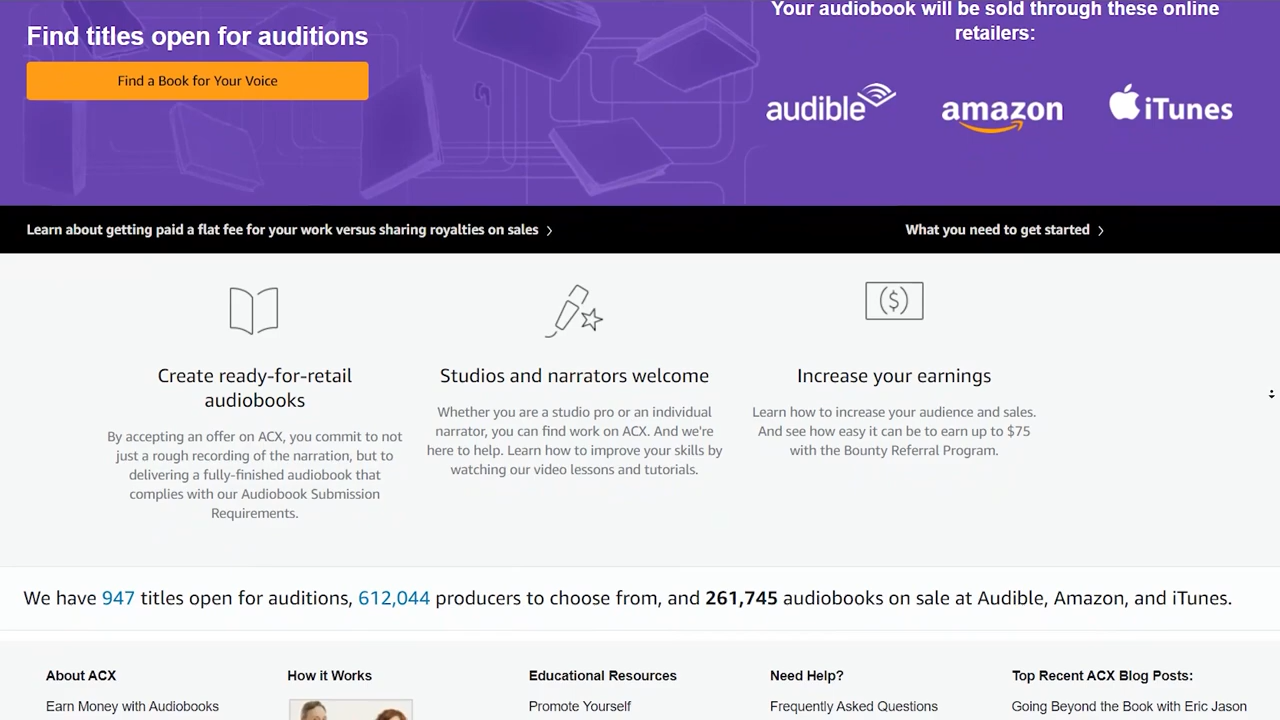 Find titles open for auditions
Find a Book for Your Voice
Your audiobook will be sold through these online
retailers:
audible
amazon
iTunes
Learn about getting paid a flat fee for your work versus sharing royalties on sales
What you need to get started
Create ready-for-retail
audiobooks
By accepting an offer on ACX, you commit to not
just a rough recording of the narration, but to
delivering a fully-finished audiobook that
complies with our Audiobook Submission
Requirements.
Studios and narrators welcome
Whether you are a studio pro or an individual
narrator, you can find work on ACX. And we're
here to help. Learn how to improve your skills by
watching our video lessons and tutorials.
Increase your earnings
Learn how to increase your audience and sales.
And see how easy it can be to earn up to $75
with the Bounty Referral Program.
We have 947 titles open for auditions, 612,044 producers to choose from, and 261,745 audiobooks on sale at Audible, Amazon, and iTunes.
About ACX
Earn Money with Audiobooks
How it Works
Educational Resources
Promote Yourself
Need Help?
Frequently Asked Questions
Top Recent ACX Blog Posts:
Going Beyond the Book with Eric Jason